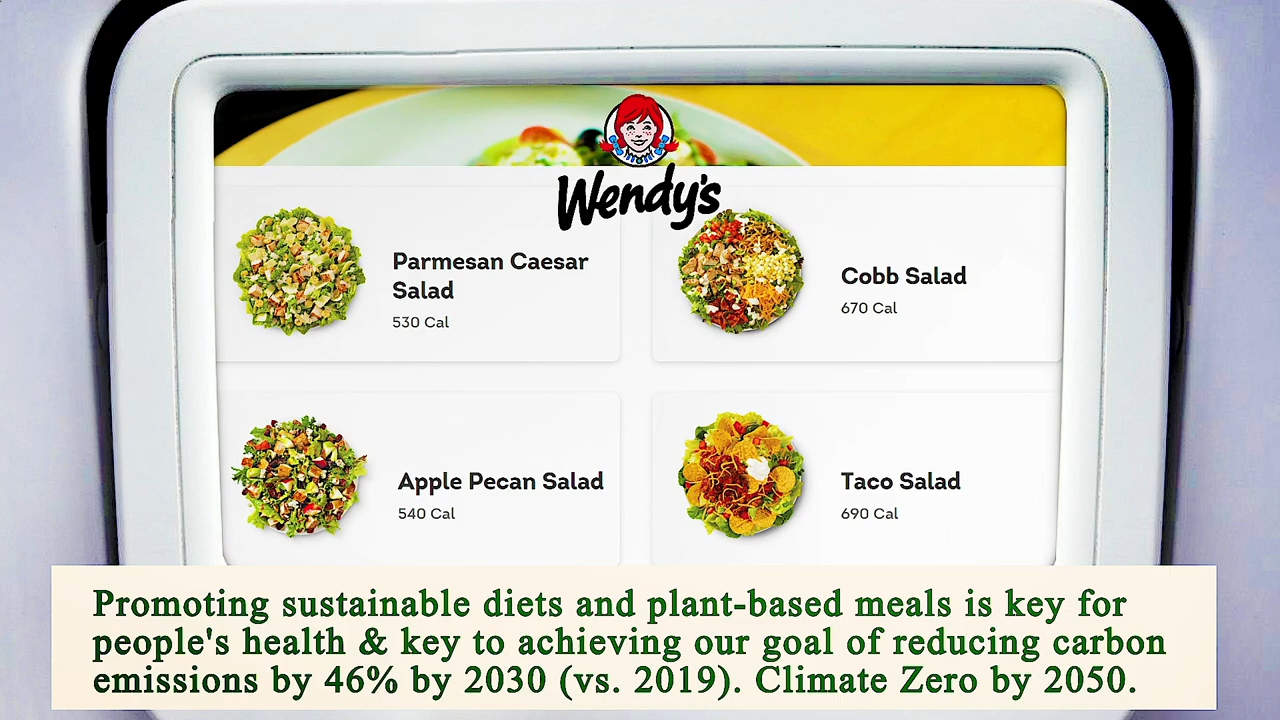 Wendy's
Parmesan Caesar
Salad
530 Cal
Cobb Salad
670 Cal
Apple Pecan Salad
540 Cal
Taco Salad
690 Cal
Promoting sustainable diets and plant-based meals is key for
people's health & key to achieving our goal of reducing carbon
emissions by 46% by 2030 (vs. 2019). Climate Zero by 2050.